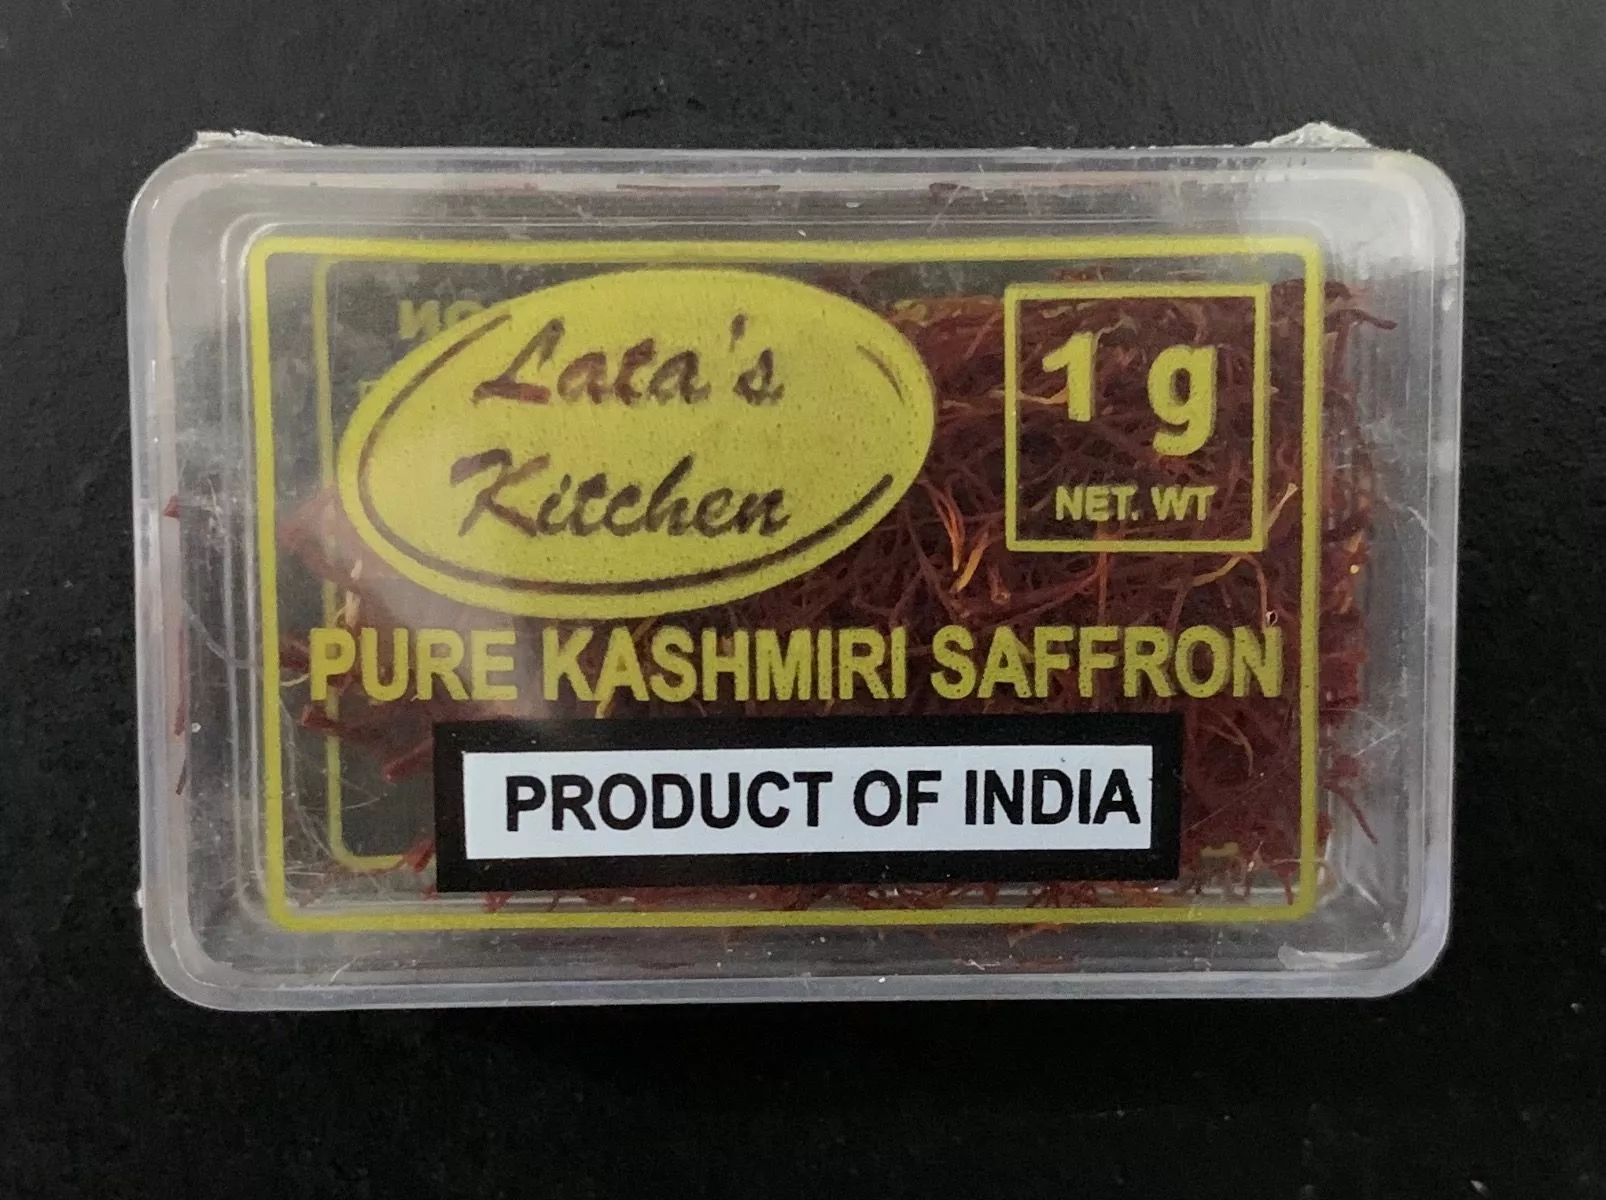 Lata's
Kitchen
1 g
NET. WT
PURE KASHMIRI SAFFRON
PRODUCT OF INDIA